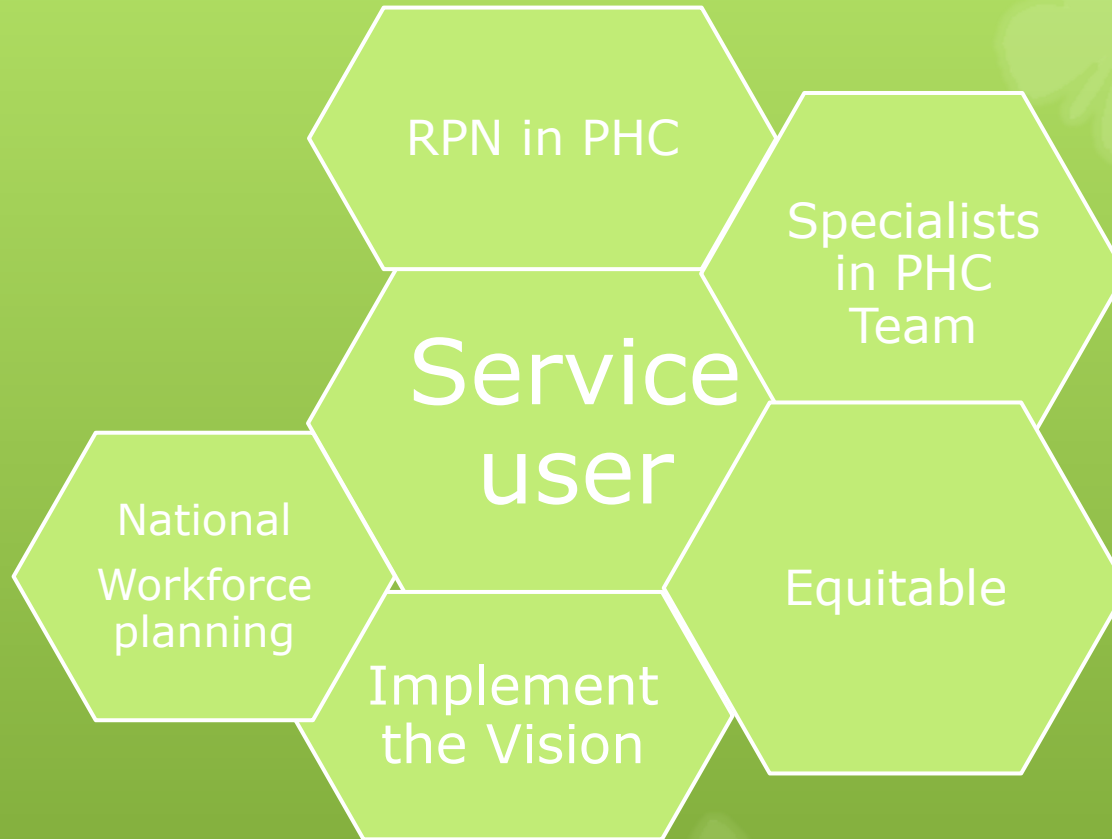 RPN in PHC
Specialists
in PHC
Team
Service
user
National
Workforce
planning
Equitable
Implement
the Vision